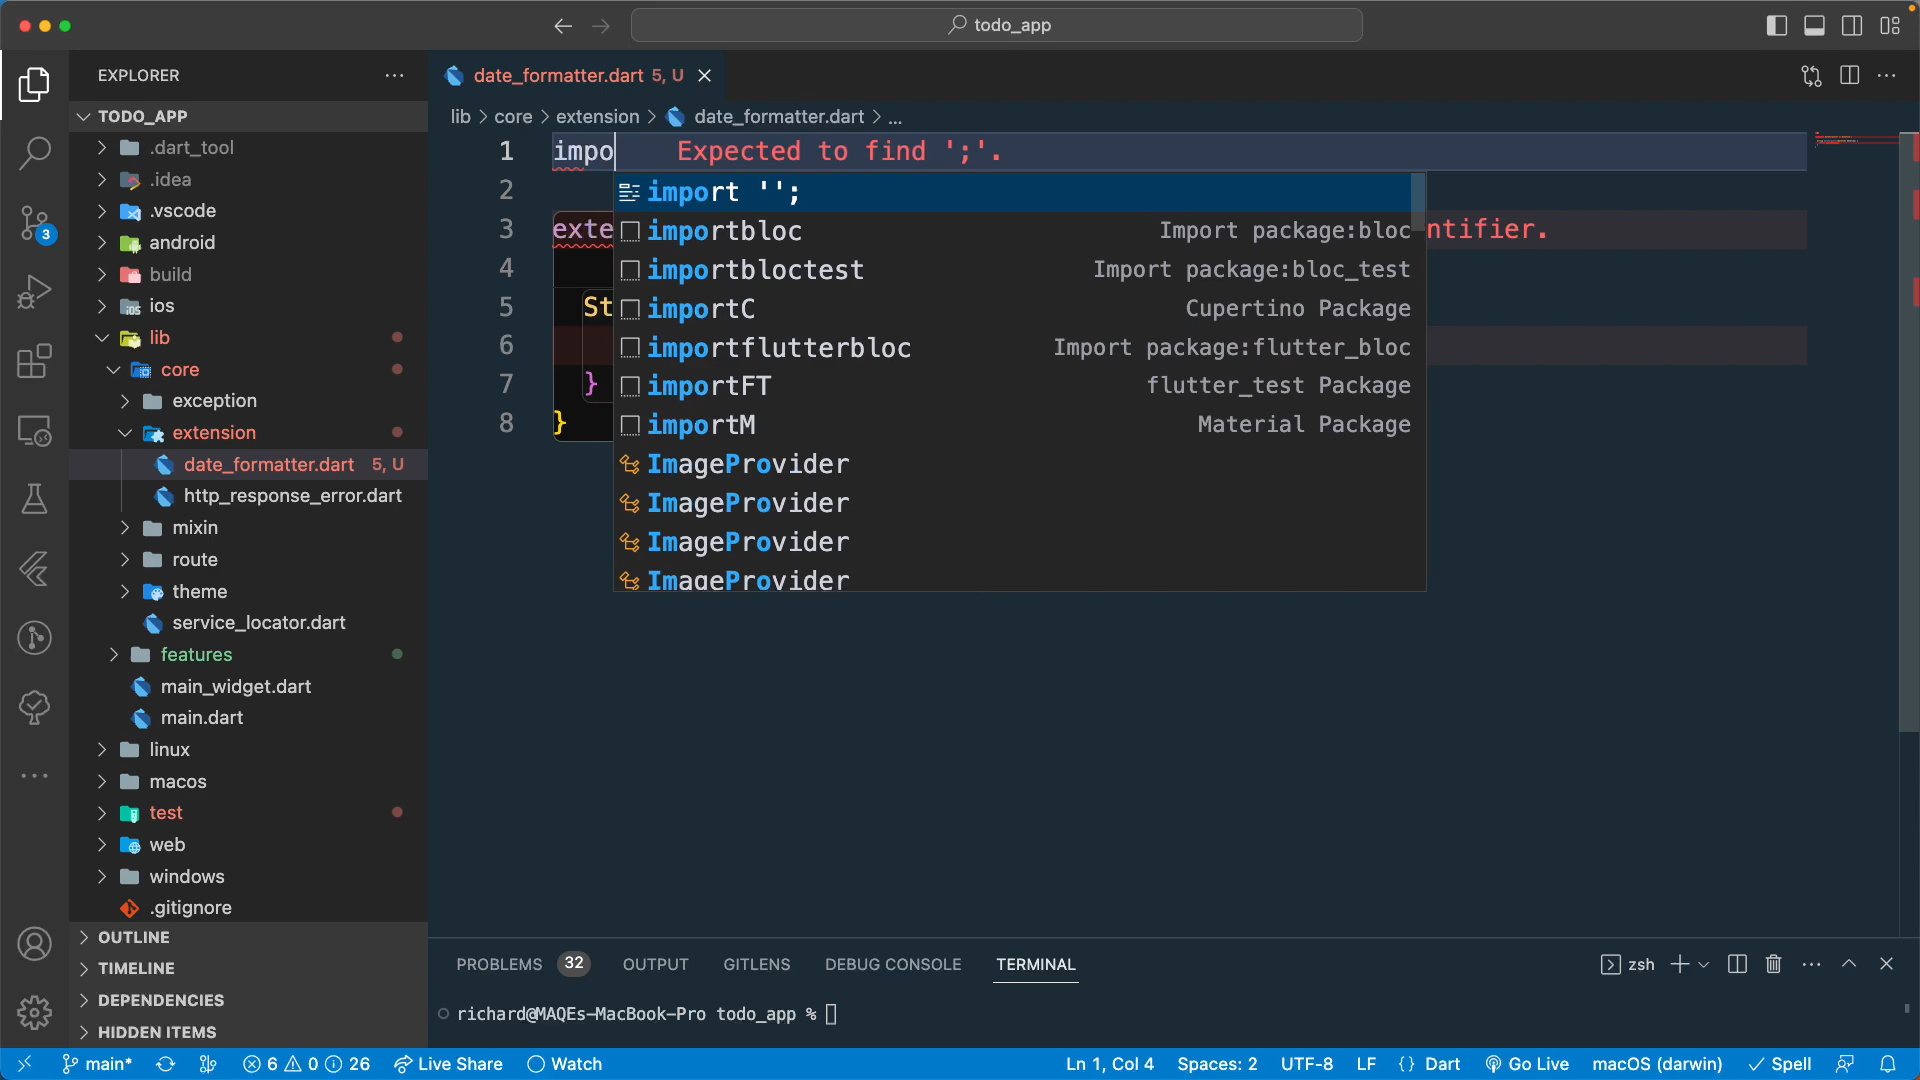 todo_app
EXPLORER
TODO_APP
.dart_tool
.idea
.vscode
android
build
ios
lib
core
exception
extension
date_formatter.dart 5, U
http_response_error.dart
mixin
route
theme
service_locator.dart
features
main_widget.dart
main.dart
linux
macos
test
web
windows
.gitignore
OUTLINE
TIMELINE
DEPENDENCIES
HIDDEN ITEMS
3
date_formatter.dart 5, U
lib > core > extension > date_formatter.dart > ...
1 impo Expected to find ';'.
2
3 exte ntifier.
4
5 St
6
7 }
8 }
import '';
importbloc Import package:bloc
importbloctest Import package:bloc_test
importC Cupertino Package
importflutterbloc Import package:flutter_bloc
importFT flutter_test Package
importM Material Package
ImageProvider
ImageProvider
ImageProvider
ImageProvider
PROBLEMS 32 OUTPUT GITLENS DEBUG CONSOLE TERMINAL zsh
richard@MAQEs-MacBook-Pro todo_app %
main* 6 0 26 Live Share Watch Ln 1, Col 4 Spaces: 2 UTF-8 LF {} Dart Go Live macOS (darwin) Spell